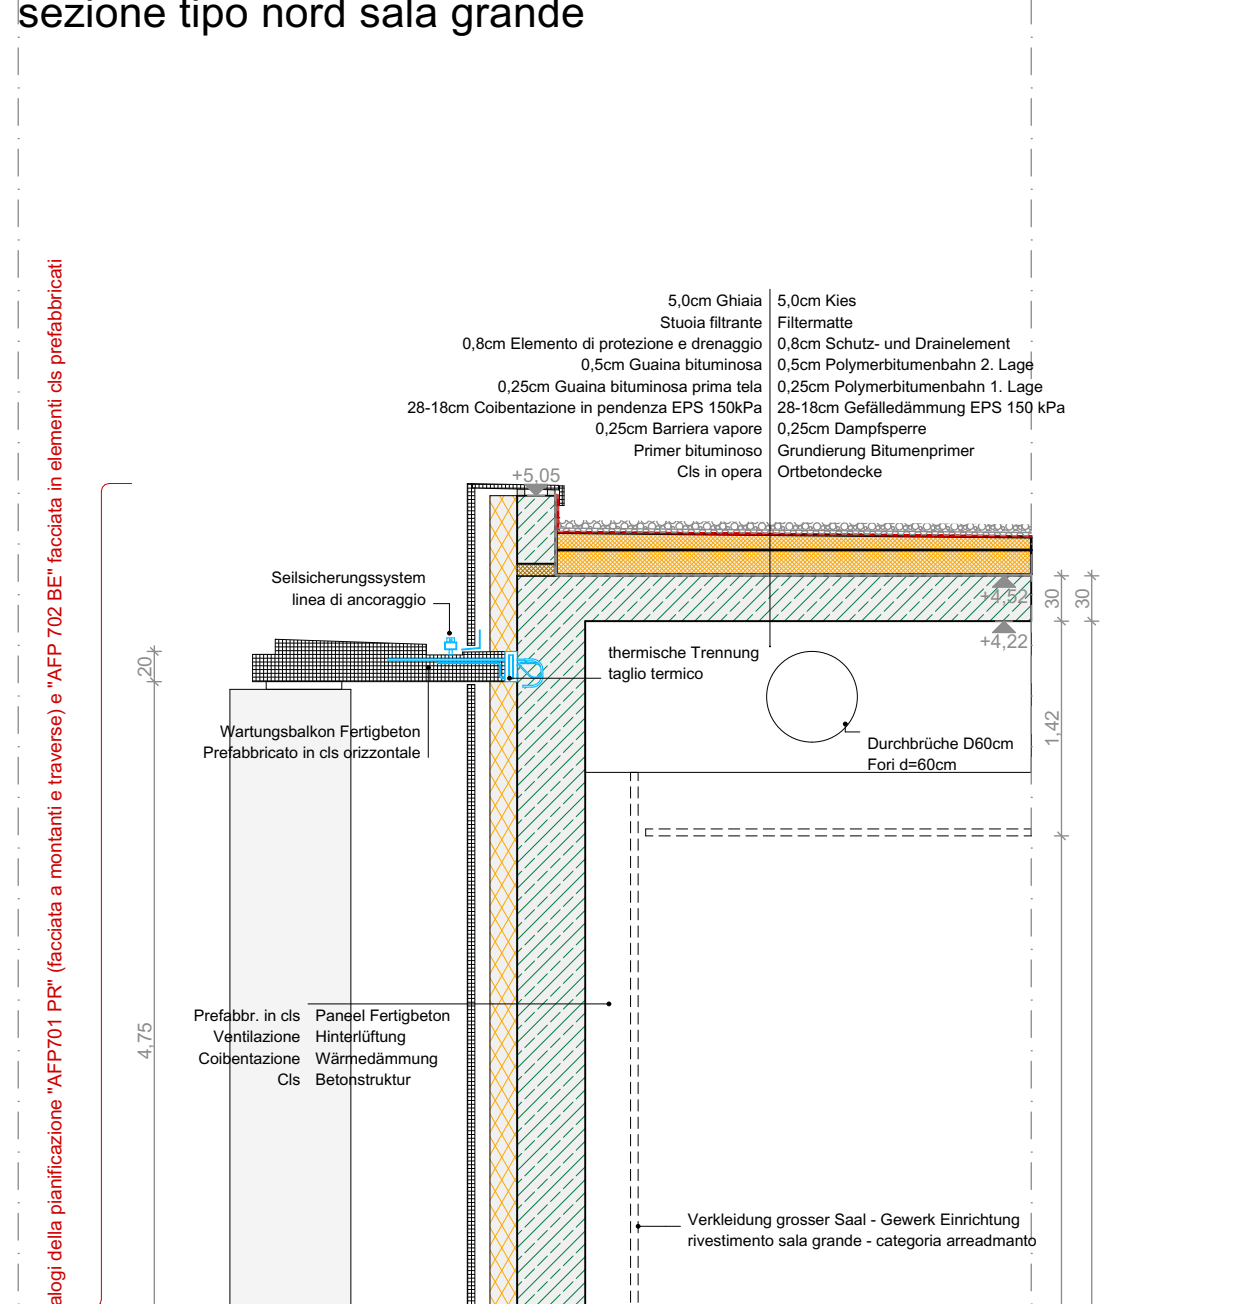 sezione tipo nord sala grande
alogi della pianificazione "AFP701 PR" (facciata a montanti e traverse) e "AFP 702 BE" facciata in elementi cls prefabbricati
5,0cm Ghiaia 5,0cm Kies
Stuoia filtrante Filtermatte
0,8cm Elemento di protezione e drenaggio 0,8cm Schutz- und Drainelement
0,5cm Guaina bituminosa 0,5cm Polymerbitumenbahn 2. Lage
0,25cm Guaina bituminosa prima tela 0,25cm Polymerbitumenbahn 1. Lage
28-18cm Coibentazione in pendenza EPS 150kPa 28-18cm Gefälledämmung EPS 150 kPa
0,25cm Barriera vapore 0,25cm Dampfsperre
Primer bituminoso Grundierung Bitumenprimer
Cls in opera Ortbetondecke
+5,05
Seilsicherungssystem
linea di ancoraggio
+4,52
30
30
+4,22
20
thermische Trennung
taglio termico
Wartungsbalkon Fertigbeton
Prefabbricato in cls orizzontale
1,42
Durchbrüche D60cm
Fori d=60cm
4,75
Prefabbr. in cls Paneel Fertigbeton
Ventilazione Hinterlüftung
Coibentazione Wärmedämmung
Cls Betonstruktur
Verkleidung grosser Saal - Gewerk Einrichtung
rivestimento sala grande - categoria arreadmanto